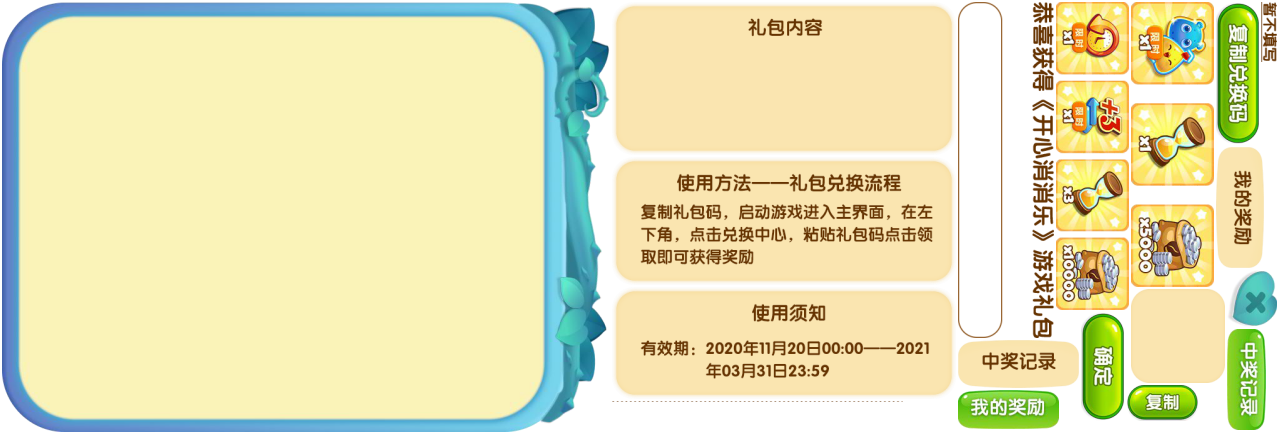 礼包内容
使用方法——礼包兑换流程
复制礼包码，启动游戏进入主界面，在左
下角，点击兑换中心，粘贴礼包码点击领
取即可获得奖励
使用须知
有效期：2020年11月20日00:00——2021
年03月31日23:59
恭喜获得《开心消消乐》游戏礼包
限时
x1
+3
限时
x1
x3
x10000
限时
x1
x1
x5000
暂不填写
复制兑换码
我的奖励
中奖记录
确定
复制
中奖记录
我的奖励